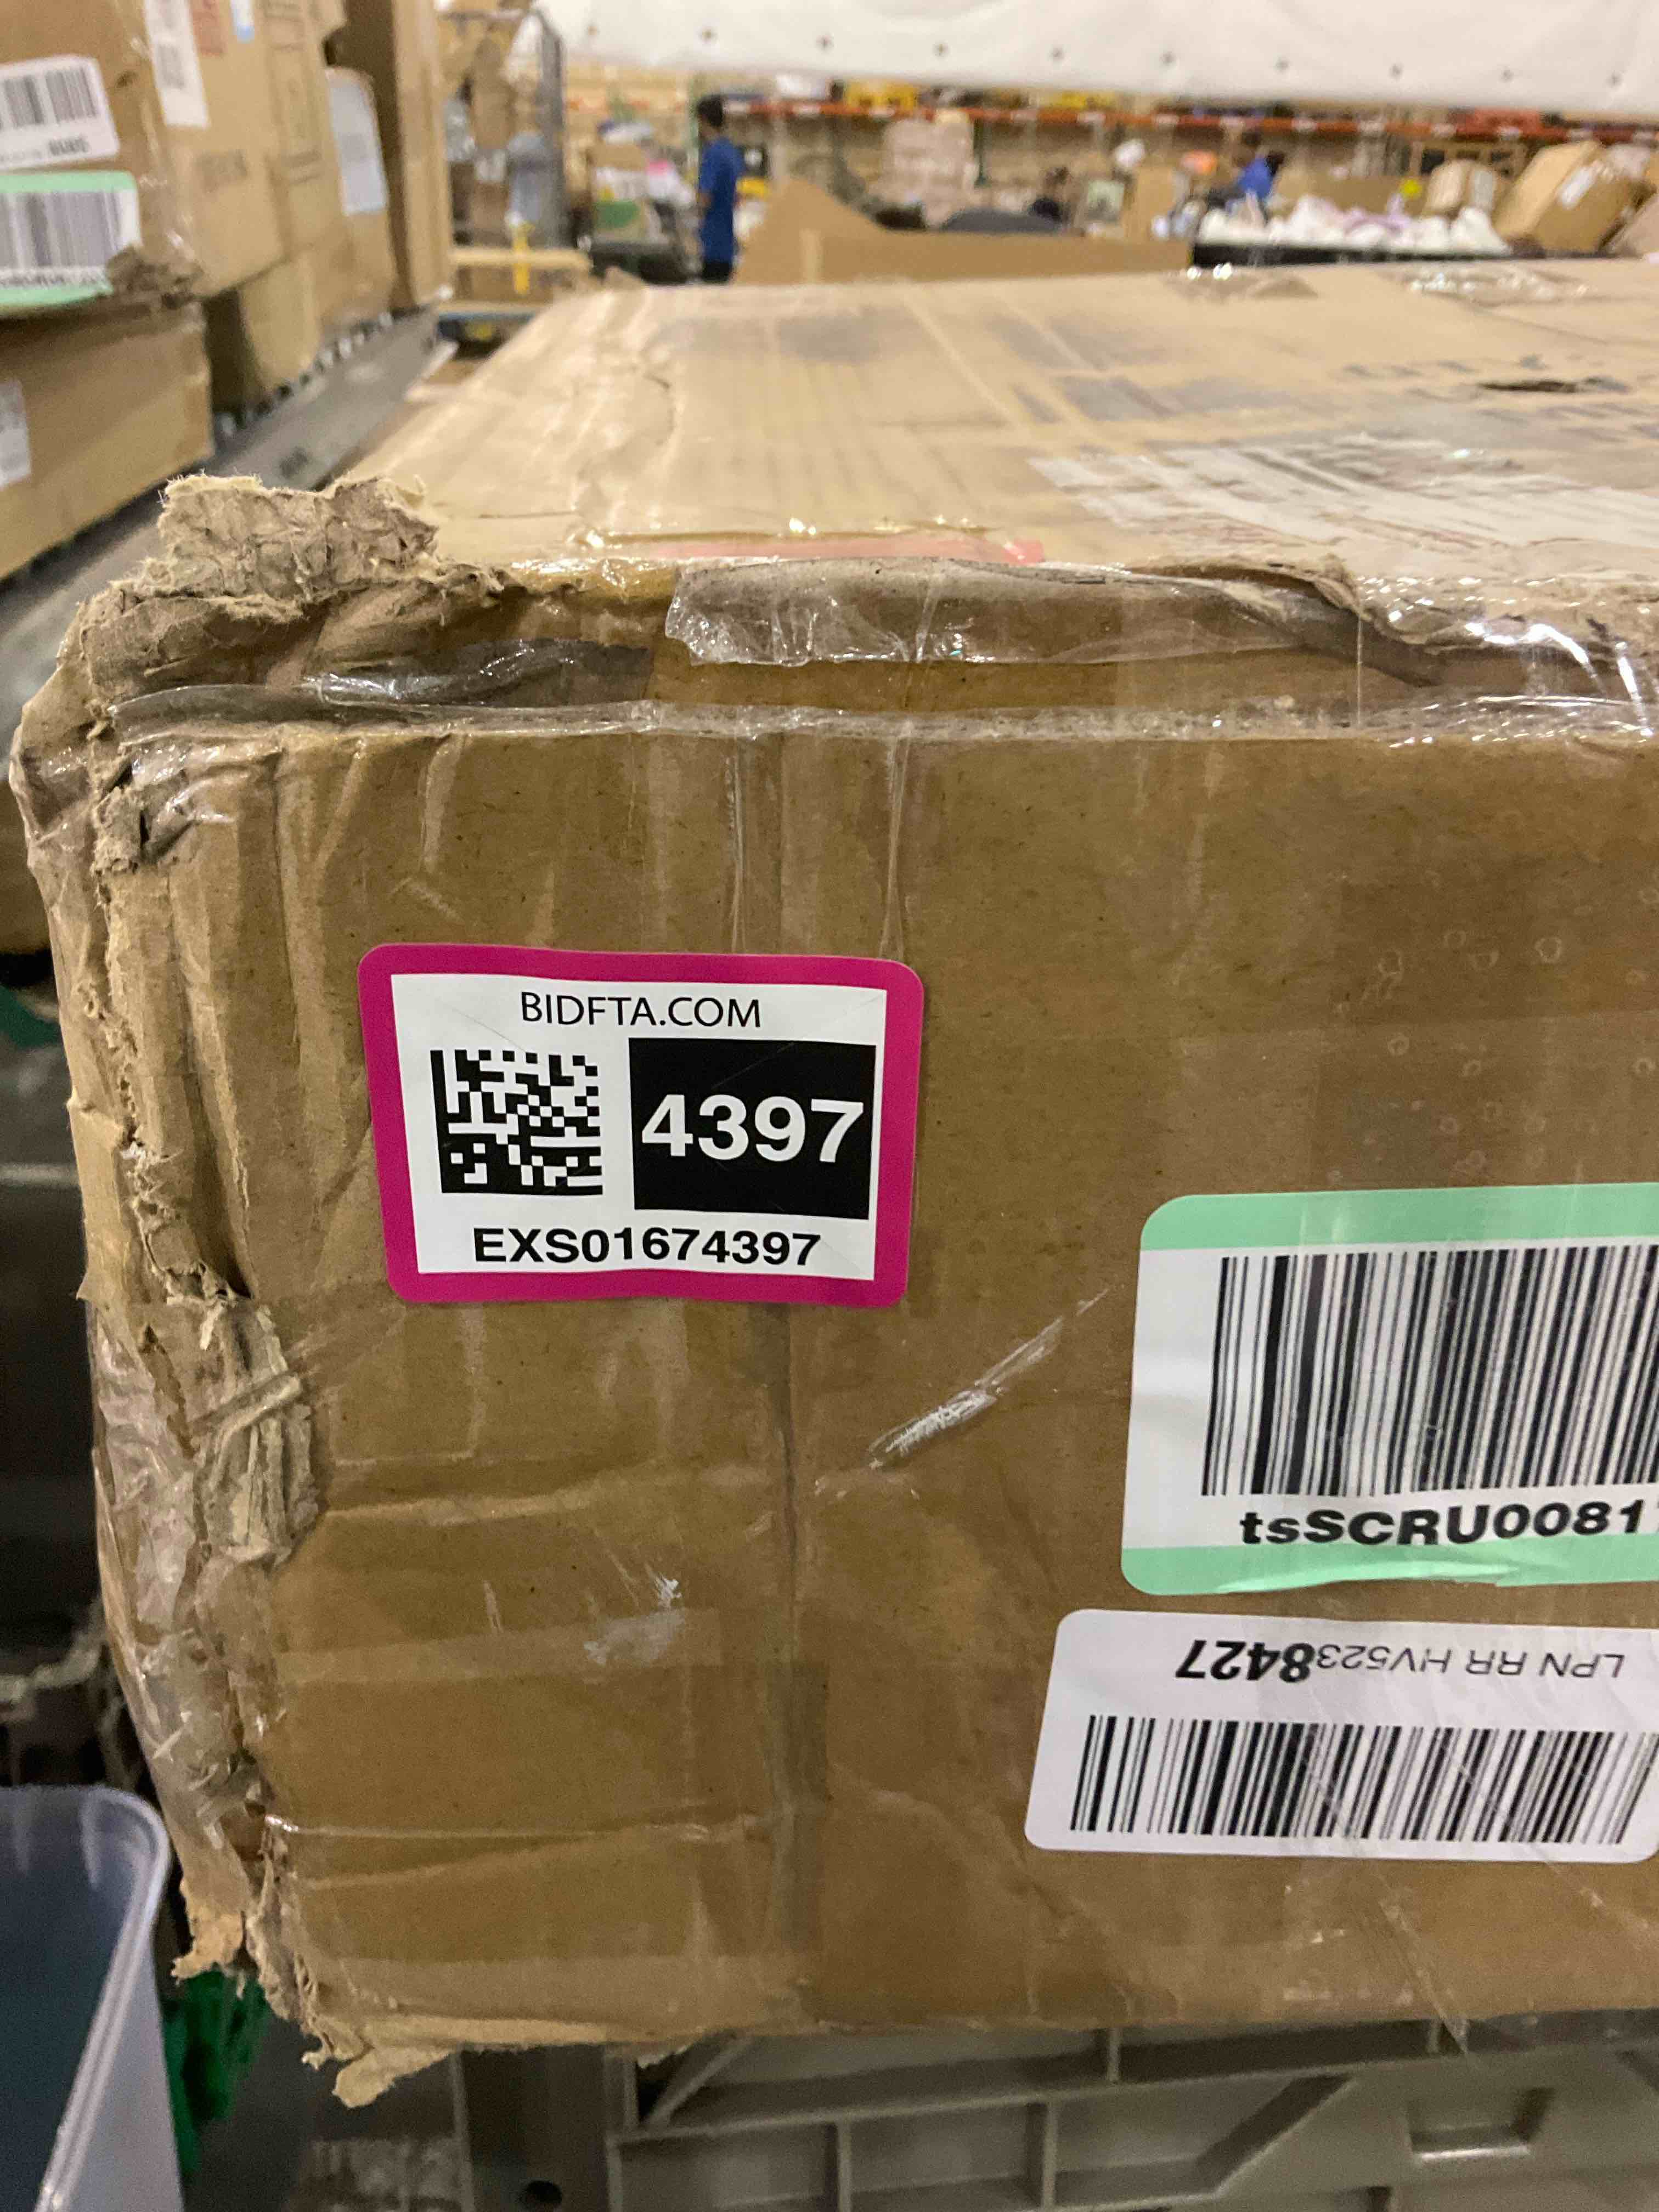 BIDFTA.COM
4397
EXS01674397
tsSCRU0081
LPN RR HV5238427